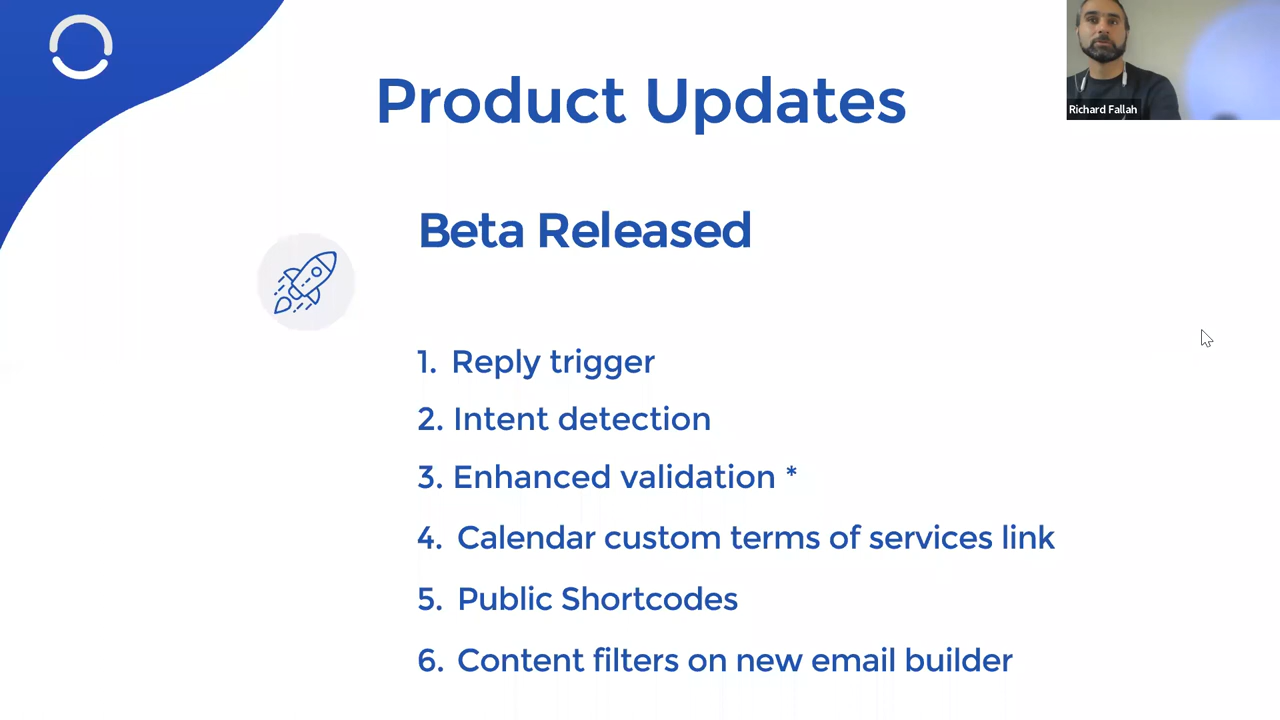 Product Updates
Richard Fallah
Beta Released
1. Reply trigger
2. Intent detection
3. Enhanced validation *
4. Calendar custom terms of services link
5. Public Shortcodes
6. Content filters on new email builder